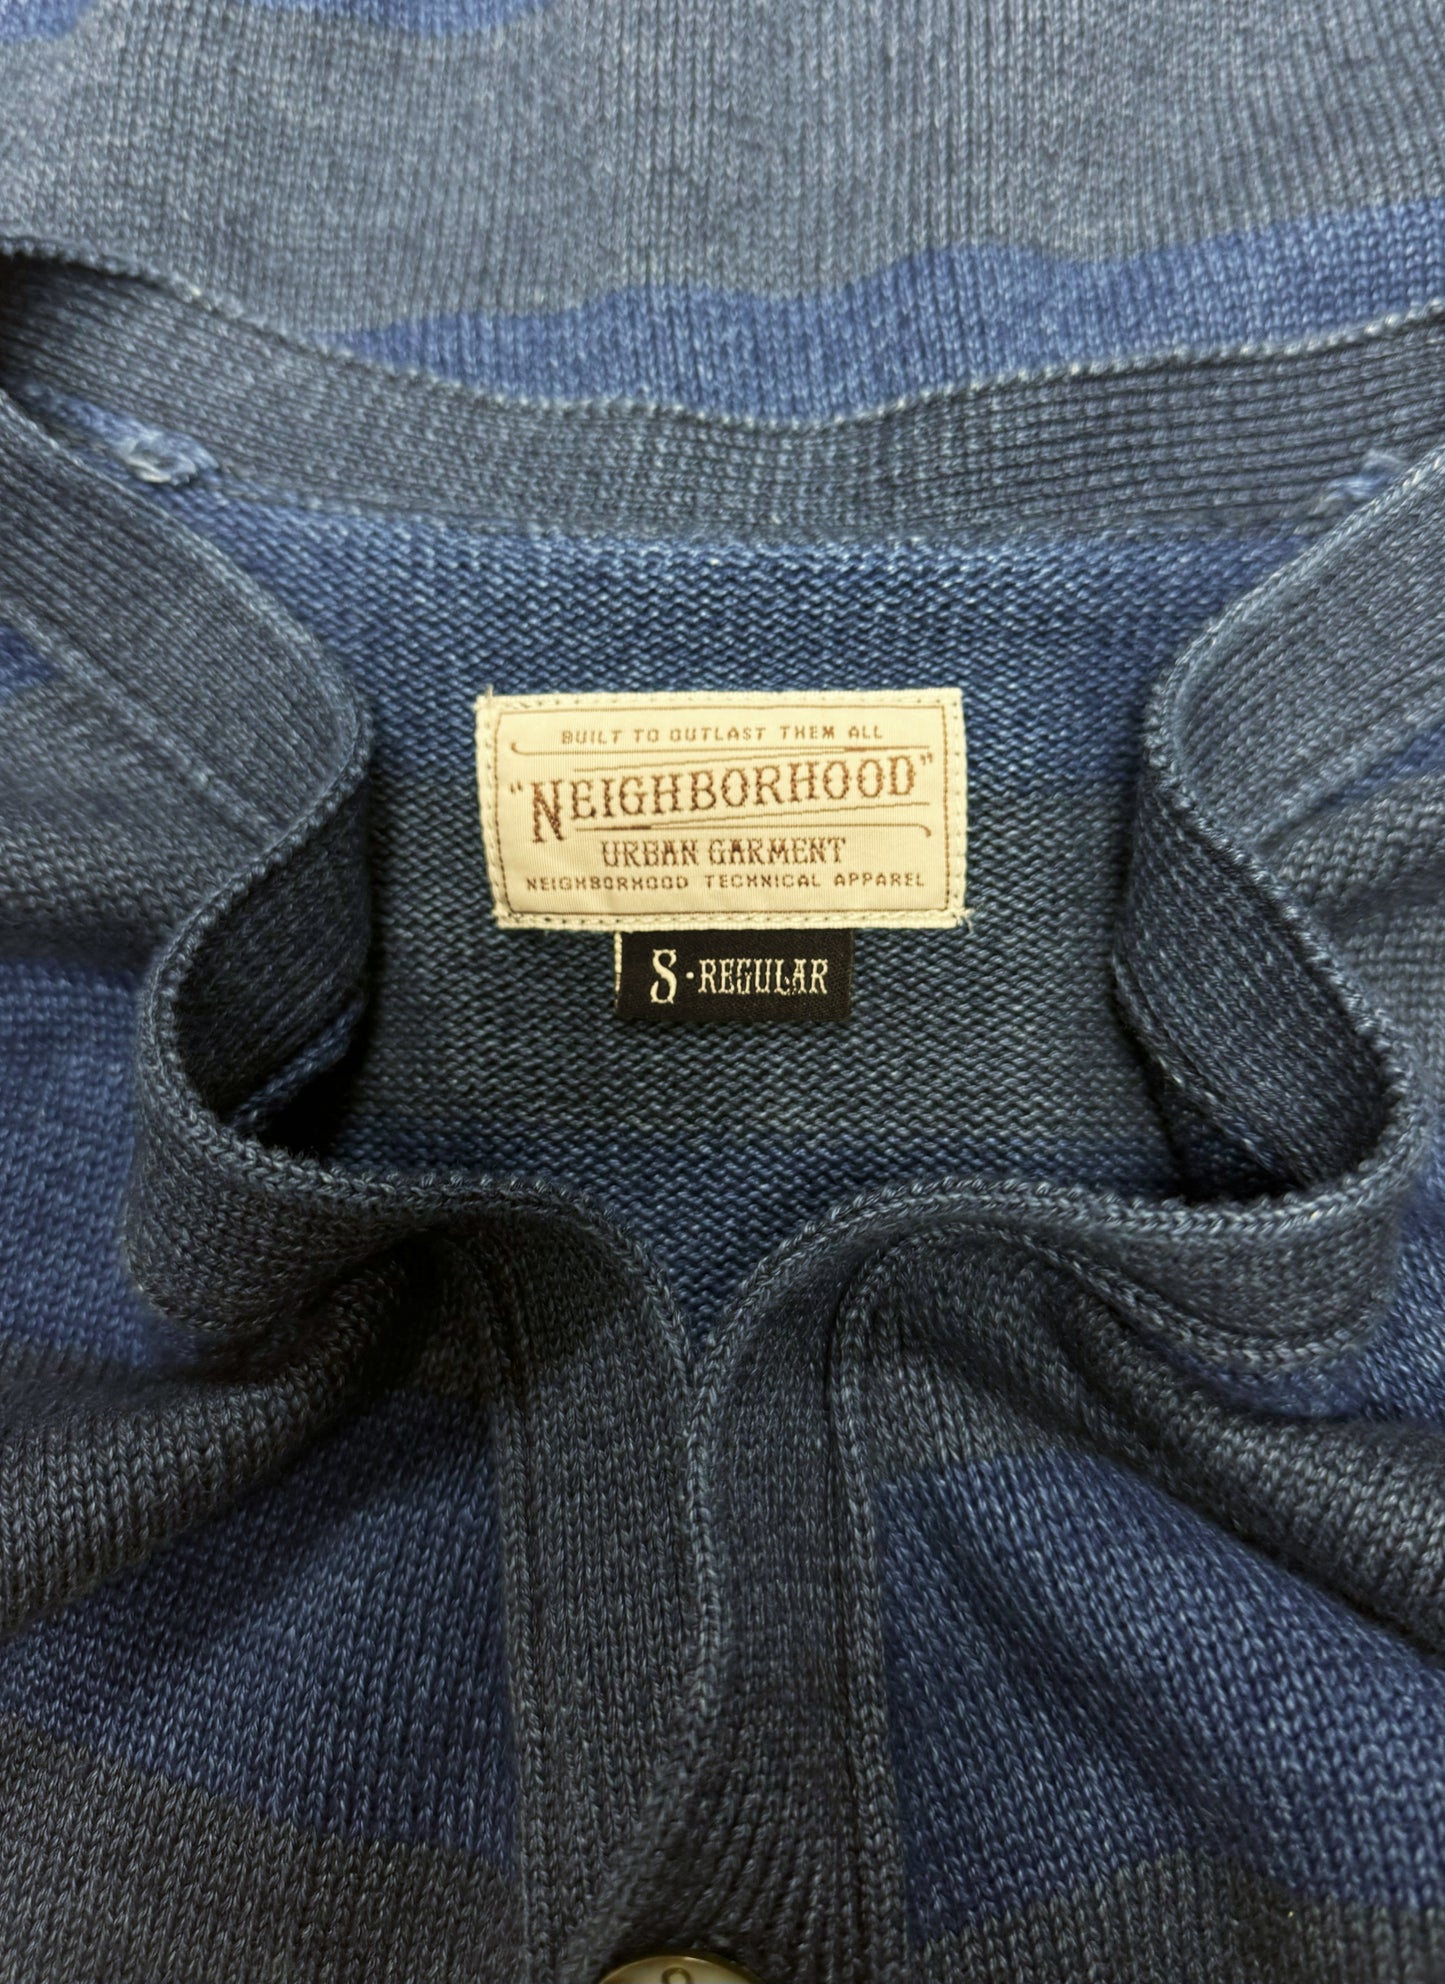 BUILT TO OUTLAST THEM ALL
"NEIGHBORHOOD"
URBAN GARMENT
NEIGHBORHOOD TECHNICAL APPAREL
S·REGULAR